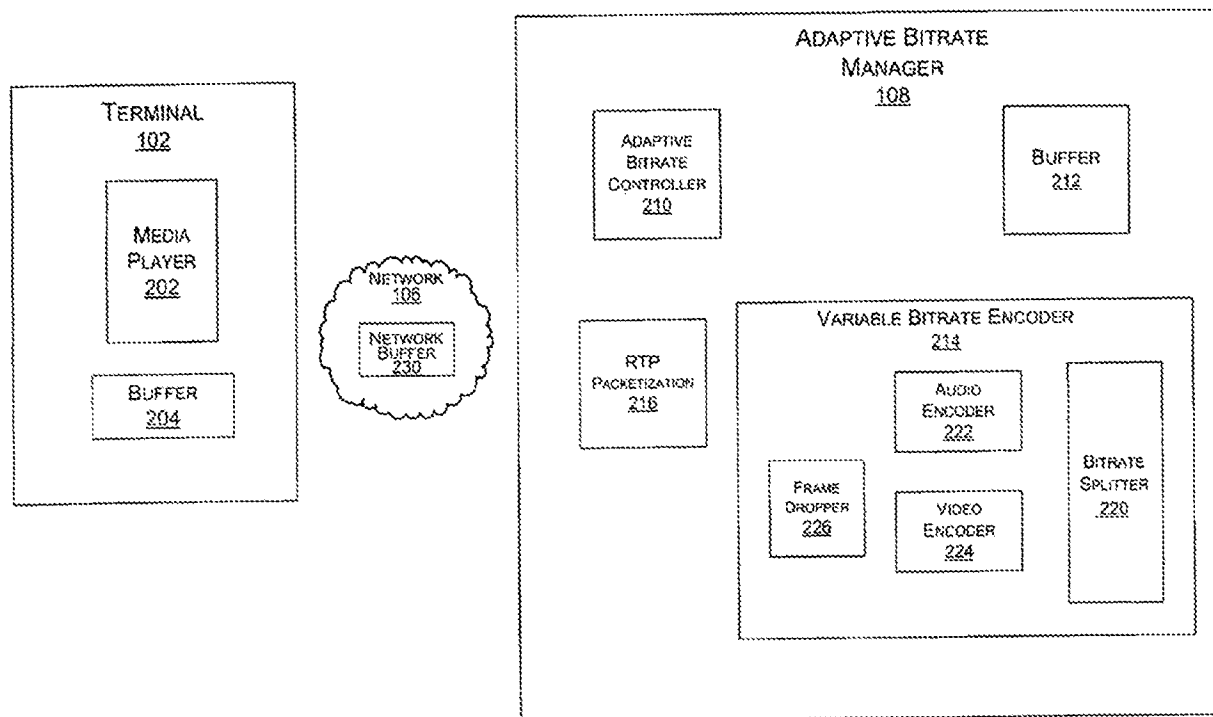 TERMINAL
102
MEDIA
PLAYER
202
BUFFER
204
NETWORK
106
NETWORK
BUFFER
230
ADAPTIVE BITRATE
MANAGER
108
ADAPTIVE
BITRATE
CONTROLLER
210
BUFFER
212
RTP
PACKETIZATION
216
VARIABLE BITRATE ENCODER
214
AUDIO
ENCODER
222
FRAME
DROPPER
226
VIDEO
ENCODER
224
BITRATE
SPLITTER
220